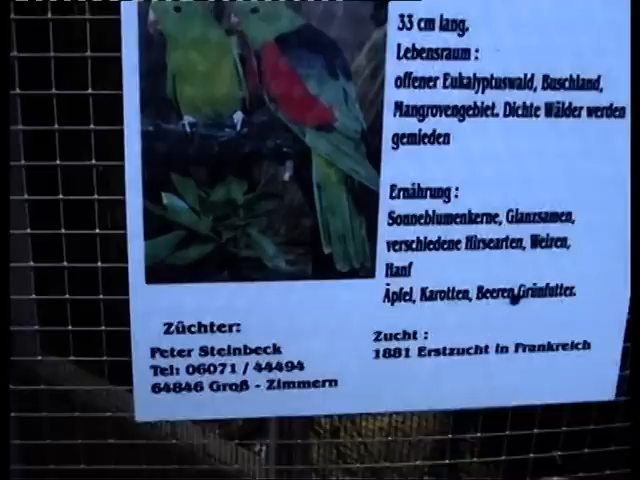 33 cm lang.
Lebensraum :
offener Eukalyptuswald, Buschland,
Mangrovengebiet. Dichte Wälder werden
gemieden
Ernährung :
Sonneblumenkerne, Glanzsamen,
verschiedene Hirsearten, Weizen,
Hanf
Äpfel, Karotten, Beeren,Grünfutter.
Züchter:
Peter Steinbeck
Tel: 06071 / 44494
64846 Groß - Zimmern
Zucht :
1881 Erstzucht in Frankreich